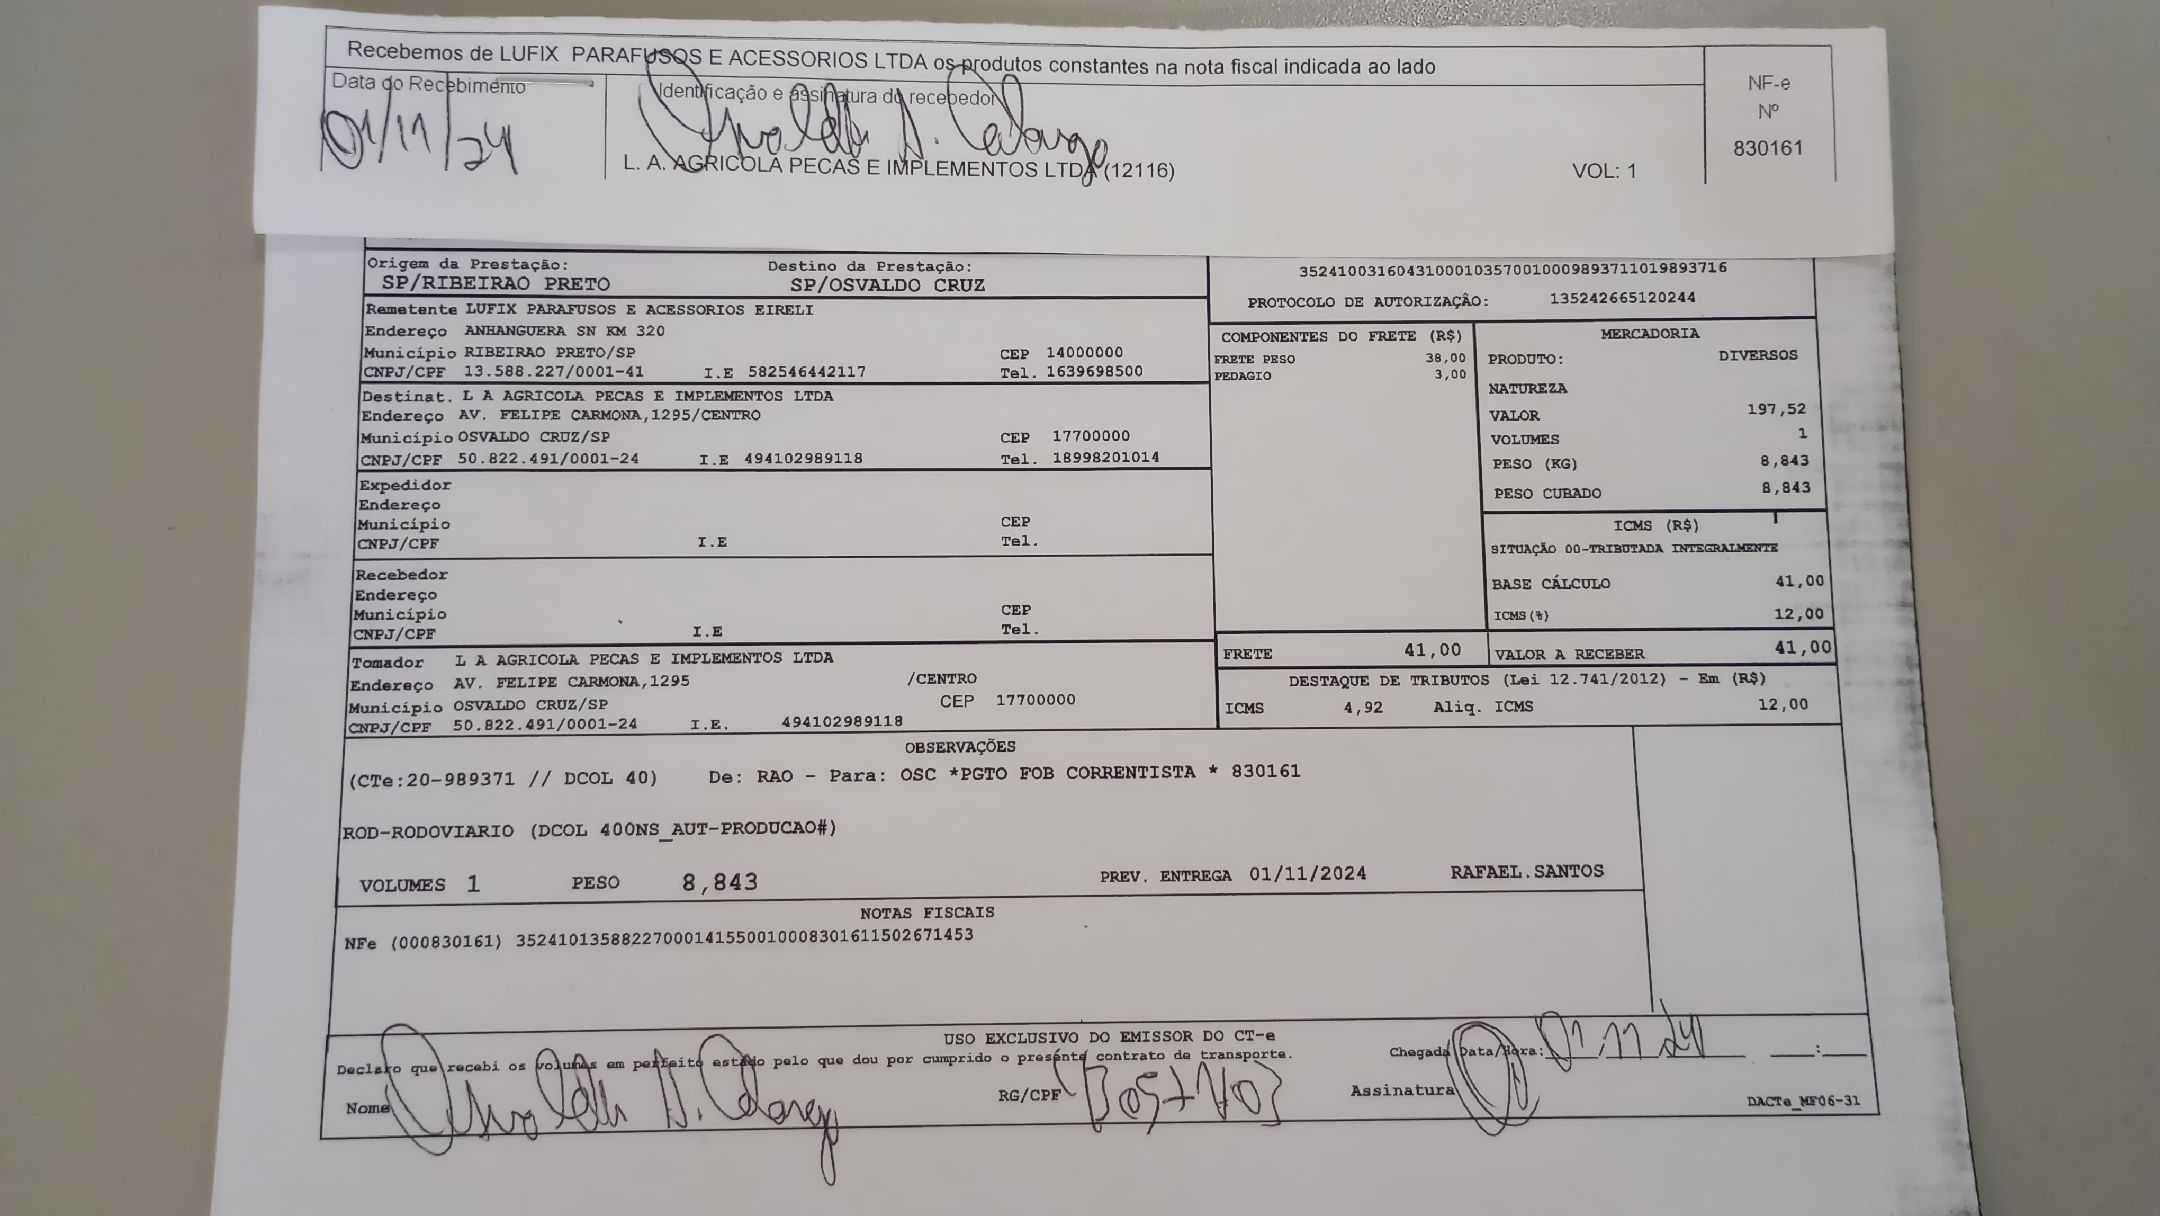 Recebemos de LUFIX PARAFUSOS E ACESSORIOS LTDA os produtos constantes na nota fiscal indicada ao lado
NF-e
Nº
830161
Data do Recebimento
Identificação e assinatura do recebedor
01/11/24
L. A. AGRICOLA PECAS E IMPLEMENTOS LTDA (12116)
VOL: 1
Origem da Prestação:
SP/RIBEIRAO PRETO
Destino da Prestação:
SP/OSVALDO CRUZ
35241003160431000103570010009893711019893716
PROTOCOLO DE AUTORIZAÇÃO: 135242665120244
Remetente LUFIX PARAFUSOS E ACESSORIOS EIRELI
Endereço ANHANGUERA SN KM 320
Município RIBEIRAO PRETO/SP CEP 14000000
CNPJ/CPF 13.588.227/0001-41 I.E 582546442117 Tel. 1639698500
Destinat. L A AGRICOLA PECAS E IMPLEMENTOS LTDA
Endereço AV. FELIPE CARMONA,1295/CENTRO
Município OSVALDO CRUZ/SP CEP 17700000
CNPJ/CPF 50.822.491/0001-24 I.E 494102989118 Tel. 18998201014
Expedidor
Endereço
Município CEP
CNPJ/CPF I.E Tel.
Recebedor
Endereço
Município CEP
CNPJ/CPF I.E Tel.
Tomador L A AGRICOLA PECAS E IMPLEMENTOS LTDA
Endereço AV. FELIPE CARMONA,1295 /CENTRO
Município OSVALDO CRUZ/SP CEP 17700000
CNPJ/CPF 50.822.491/0001-24 I.E. 494102989118
COMPONENTES DO FRETE (R$)
FRETE PESO 38,00
PEDAGIO 3,00
MERCADORIA
PRODUTO: DIVERSOS
NATUREZA
VALOR 197,52
VOLUMES 1
PESO (KG) 8,843
PESO CUBADO 8,843
ICMS (R$)
SITUAÇÃO 00-TRIBUTADA INTEGRALMENTE
BASE CÁLCULO 41,00
ICMS(%) 12,00
FRETE 41,00 VALOR A RECEBER 41,00
DESTAQUE DE TRIBUTOS (Lei 12.741/2012) - Em (R$)
ICMS 4,92 Aliq. ICMS 12,00
OBSERVAÇÕES
(CTe:20-989371 // DCOL 40) De: RAO - Para: OSC *PGTO FOB CORRENTISTA * 830161
ROD-RODOVIARIO (DCOL 400NS_AUT-PRODUCAO#)
VOLUMES 1 PESO 8,843 PREV. ENTREGA 01/11/2024 RAFAEL.SANTOS
NOTAS FISCAIS
NFe (000830161) 35241013588227000141550010008301611502671453
USO EXCLUSIVO DO EMISSOR DO CT-e
Declaro que recebi os volumes em perfeito estado pelo que dou por cumprido o presente contrato de transporte.
Chegada Data/Hora: 01 11 24 __:__
Nome
RG/CPF
Assinatura
DACTe_MF06-31